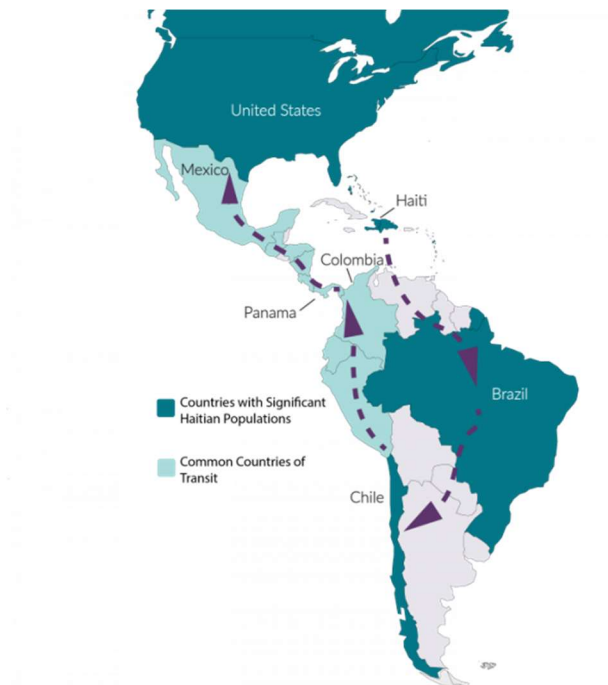 United States
Mexico
Haiti
Colombia
Panama
Brazil
Countries with Significant
Haitian Populations
Common Countries of
Transit
Chile